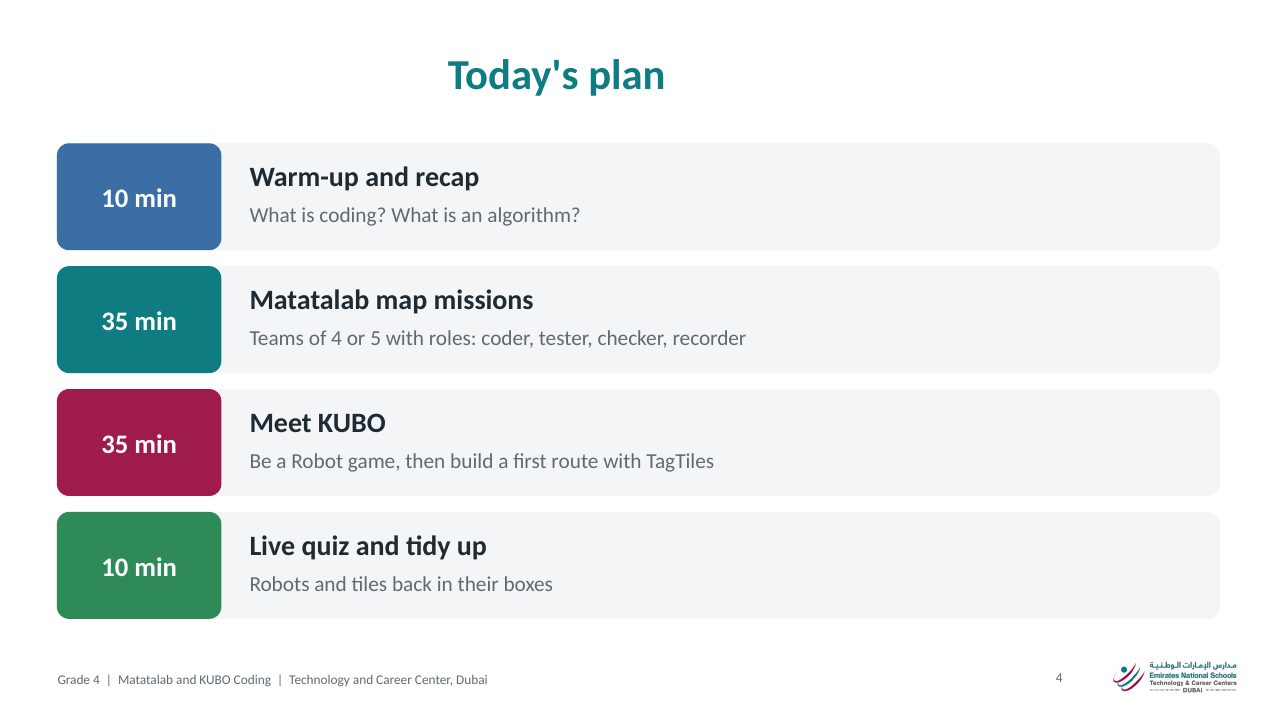 Today's plan
10 min
Warm-up and recap
What is coding? What is an algorithm?
35 min
Matatalab map missions
Teams of 4 or 5 with roles: coder, tester, checker, recorder
35 min
Meet KUBO
Be a Robot game, then build a first route with TagTiles
10 min
Live quiz and tidy up
Robots and tiles back in their boxes
Grade 4 | Matatalab and KUBO Coding | Technology and Career Center, Dubai
4
مدارس الإمارات الوطنية
Emirates National Schools
Technology & Career Centers
DUBAI